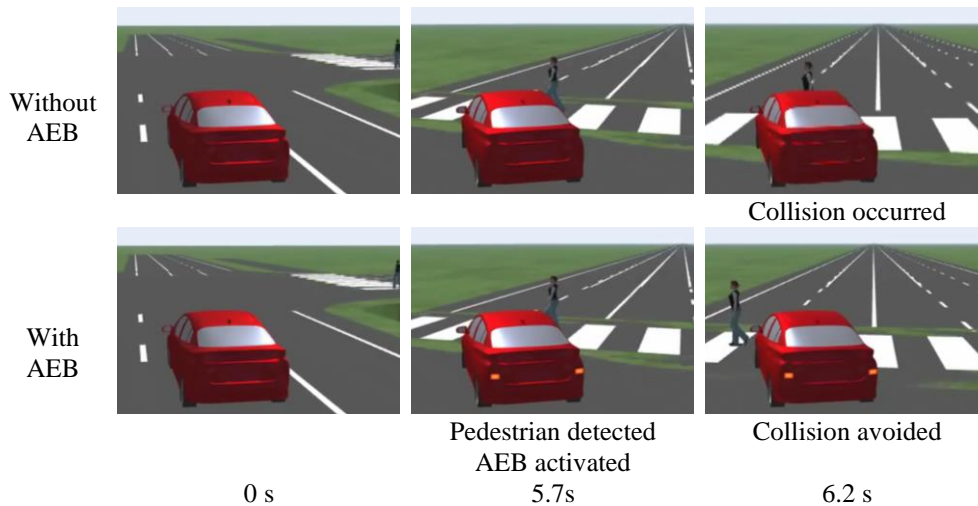 Without
AEB
Collision occurred
With
AEB
Pedestrian detected
AEB activated
Collision avoided
0 s
5.7s
6.2 s